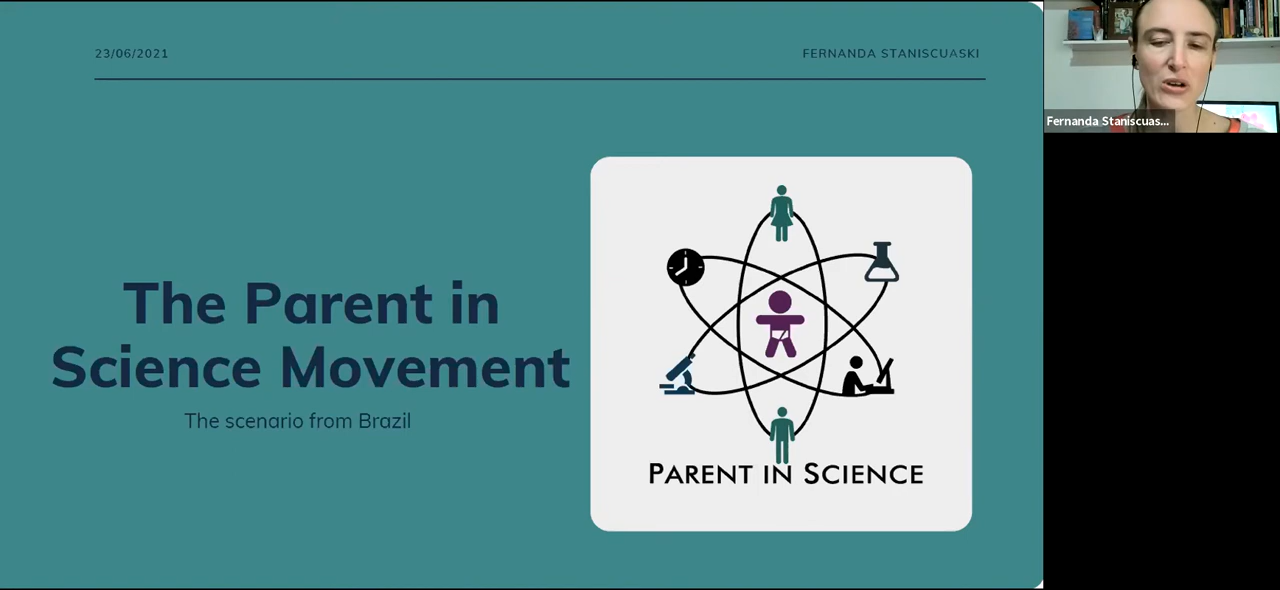 23/06/2021
FERNANDA STANISCUASKI
The Parent in
Science Movement
The scenario from Brazil
PARENT IN SCIENCE
Fernanda Staniscuas...